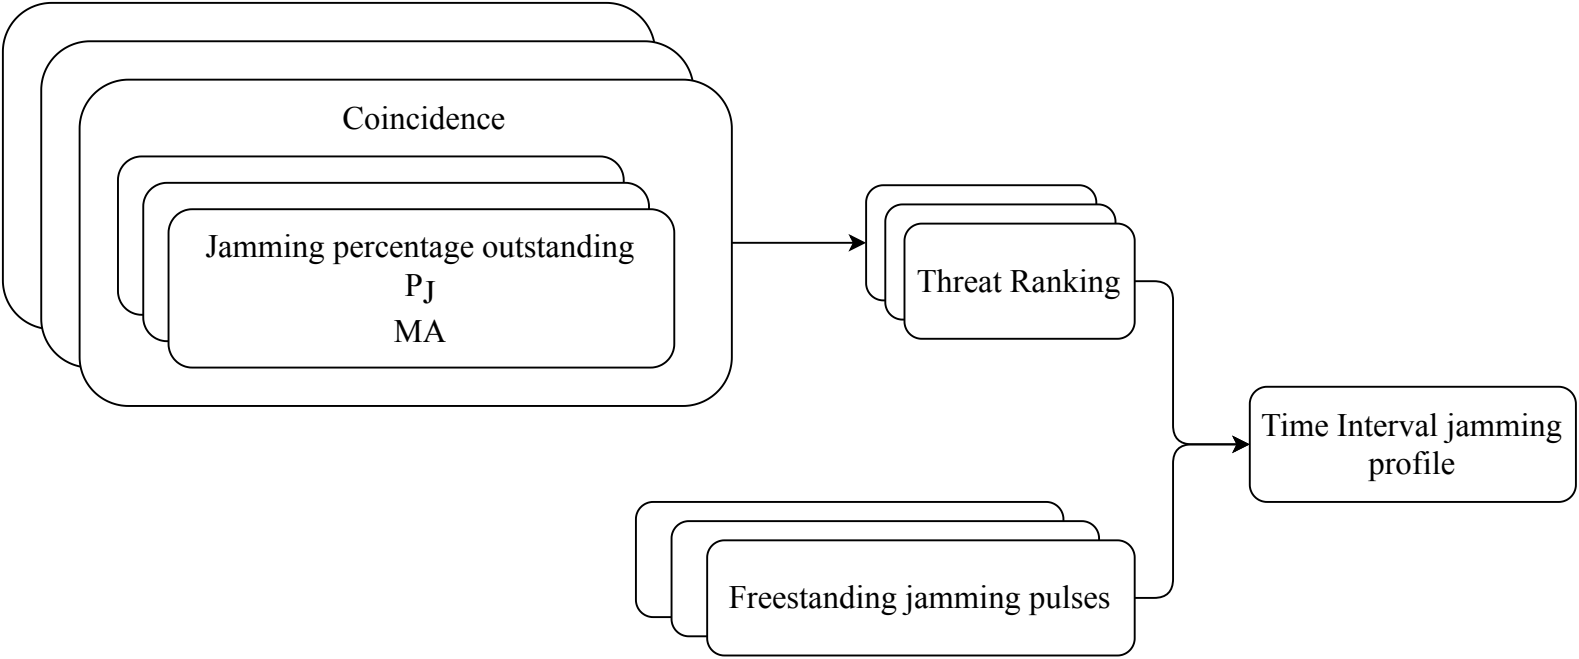 Coincidence
Jamming percentage outstanding
PJ
MA
Threat Ranking
Time Interval jamming
profile
Freestanding jamming pulses